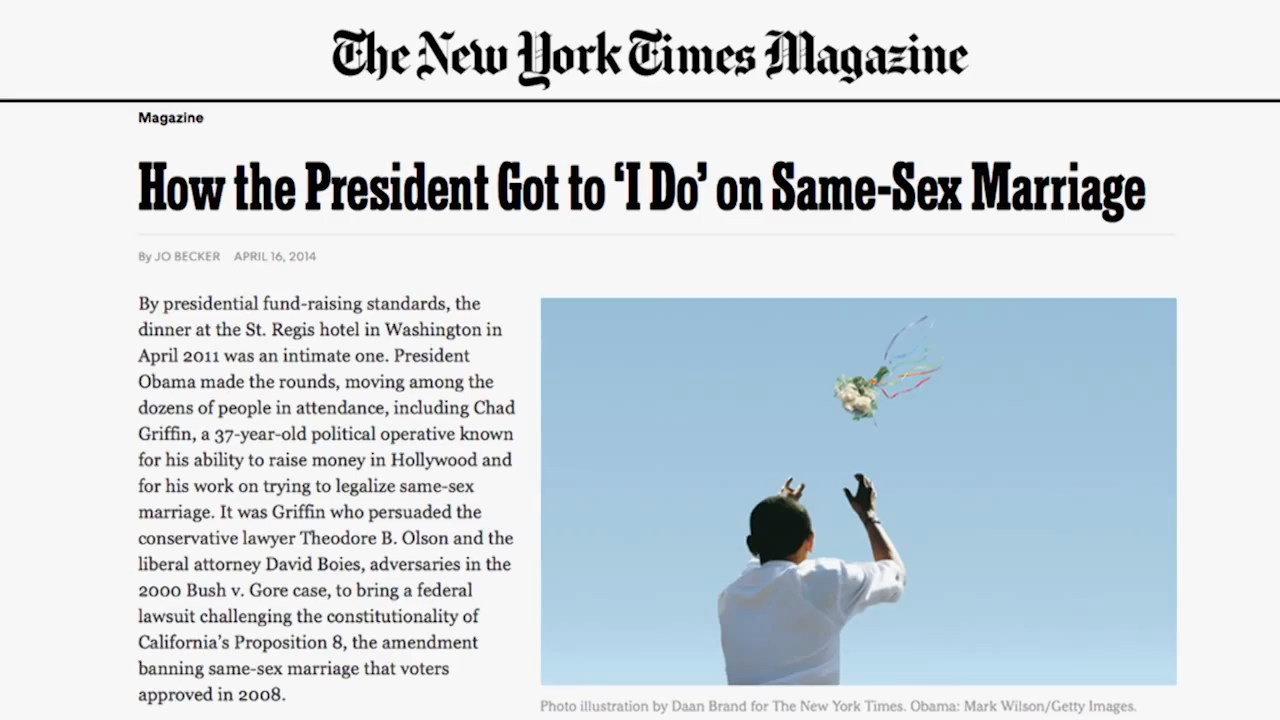 The New York Times Magazine
Magazine
How the President Got to ‘I Do’ on Same-Sex Marriage
By JO BECKER APRIL 16, 2014
By presidential fund-raising standards, the
dinner at the St. Regis hotel in Washington in
April 2011 was an intimate one. President
Obama made the rounds, moving among the
dozens of people in attendance, including Chad
Griffin, a 37-year-old political operative known
for his ability to raise money in Hollywood and
for his work on trying to legalize same-sex
marriage. It was Griffin who persuaded the
conservative lawyer Theodore B. Olson and the
liberal attorney David Boies, adversaries in the
2000 Bush v. Gore case, to bring a federal
lawsuit challenging the constitutionality of
California’s Proposition 8, the amendment
banning same-sex marriage that voters
approved in 2008.
Photo illustration by Daan Brand for The New York Times. Obama: Mark Wilson/Getty Images.